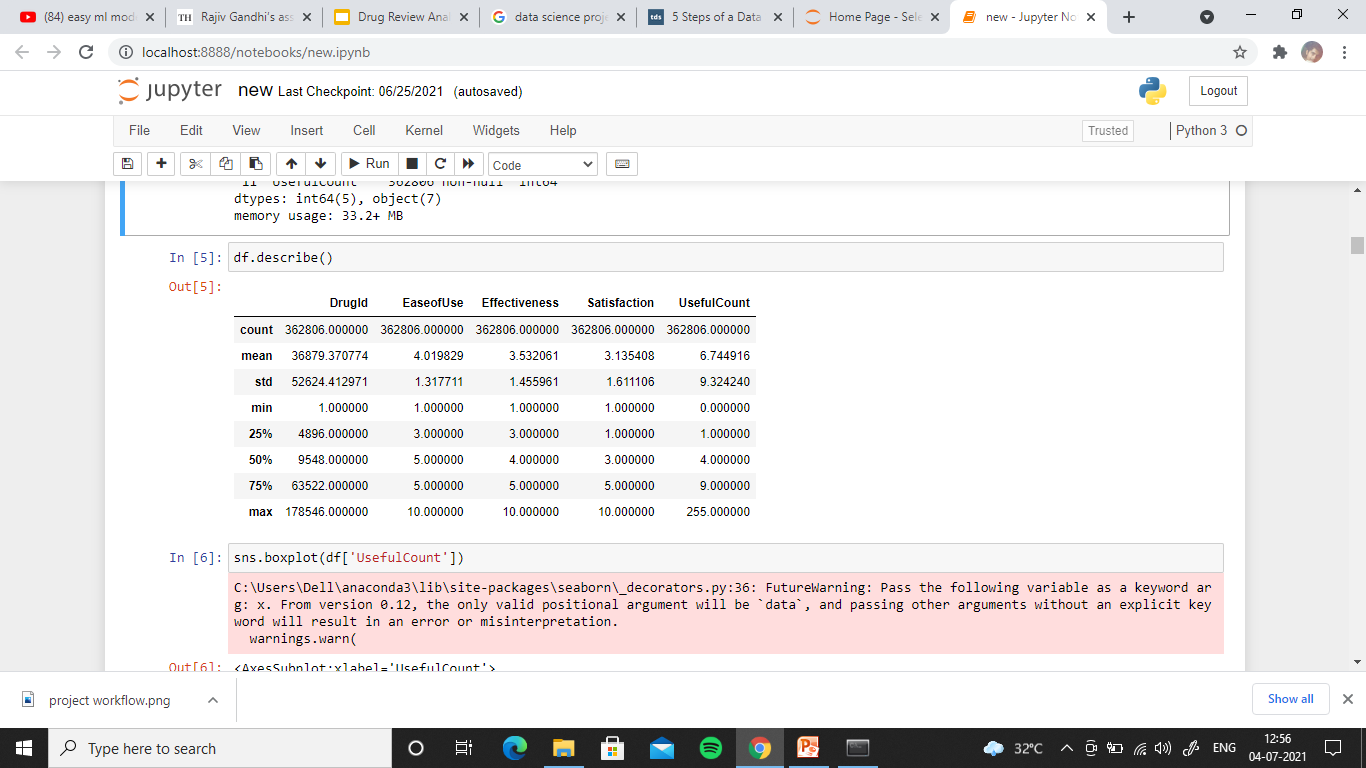 (84) easy ml mod
Rajiv Gandhi's ass
Drug Review Anal
data science proje
5 Steps of a Data
Home Page - Sele
new - Jupyter No
localhost:8888/notebooks/new.ipynb
jupyter new Last Checkpoint: 06/25/2021 (autosaved)
Logout
File Edit View Insert Cell Kernel Widgets Help
Trusted
Python 3
Run
Code
11 UsefulCount 362806 non-null int64
dtypes: int64(5), object(7)
memory usage: 33.2+ MB
In [5]: df.describe()
Out[5]:
DrugId EaseofUse Effectiveness Satisfaction UsefulCount
count 362806.000000 362806.000000 362806.000000 362806.000000 362806.000000
mean 36879.370774 4.019829 3.532061 3.135408 6.744916
std 52624.412971 1.317711 1.455961 1.611106 9.324240
min 1.000000 1.000000 1.000000 1.000000 0.000000
25% 4896.000000 3.000000 3.000000 1.000000 1.000000
50% 9548.000000 5.000000 4.000000 3.000000 4.000000
75% 63522.000000 5.000000 5.000000 5.000000 9.000000
max 178546.000000 10.000000 10.000000 10.000000 255.000000
In [6]: sns.boxplot(df['UsefulCount'])
C:\Users\Dell\anaconda3\lib\site-packages\seaborn\_decorators.py:36: FutureWarning: Pass the following variable as a keyword ar
g: x. From version 0.12, the only valid positional argument will be `data`, and passing other arguments without an explicit key
word will result in an error or misinterpretation.
warnings.warn(
Out[6]: <AxesSubplot:xlabel='UsefulCount'>
project workflow.png
Show all
Type here to search
32°C
ENG
12:56
04-07-2021